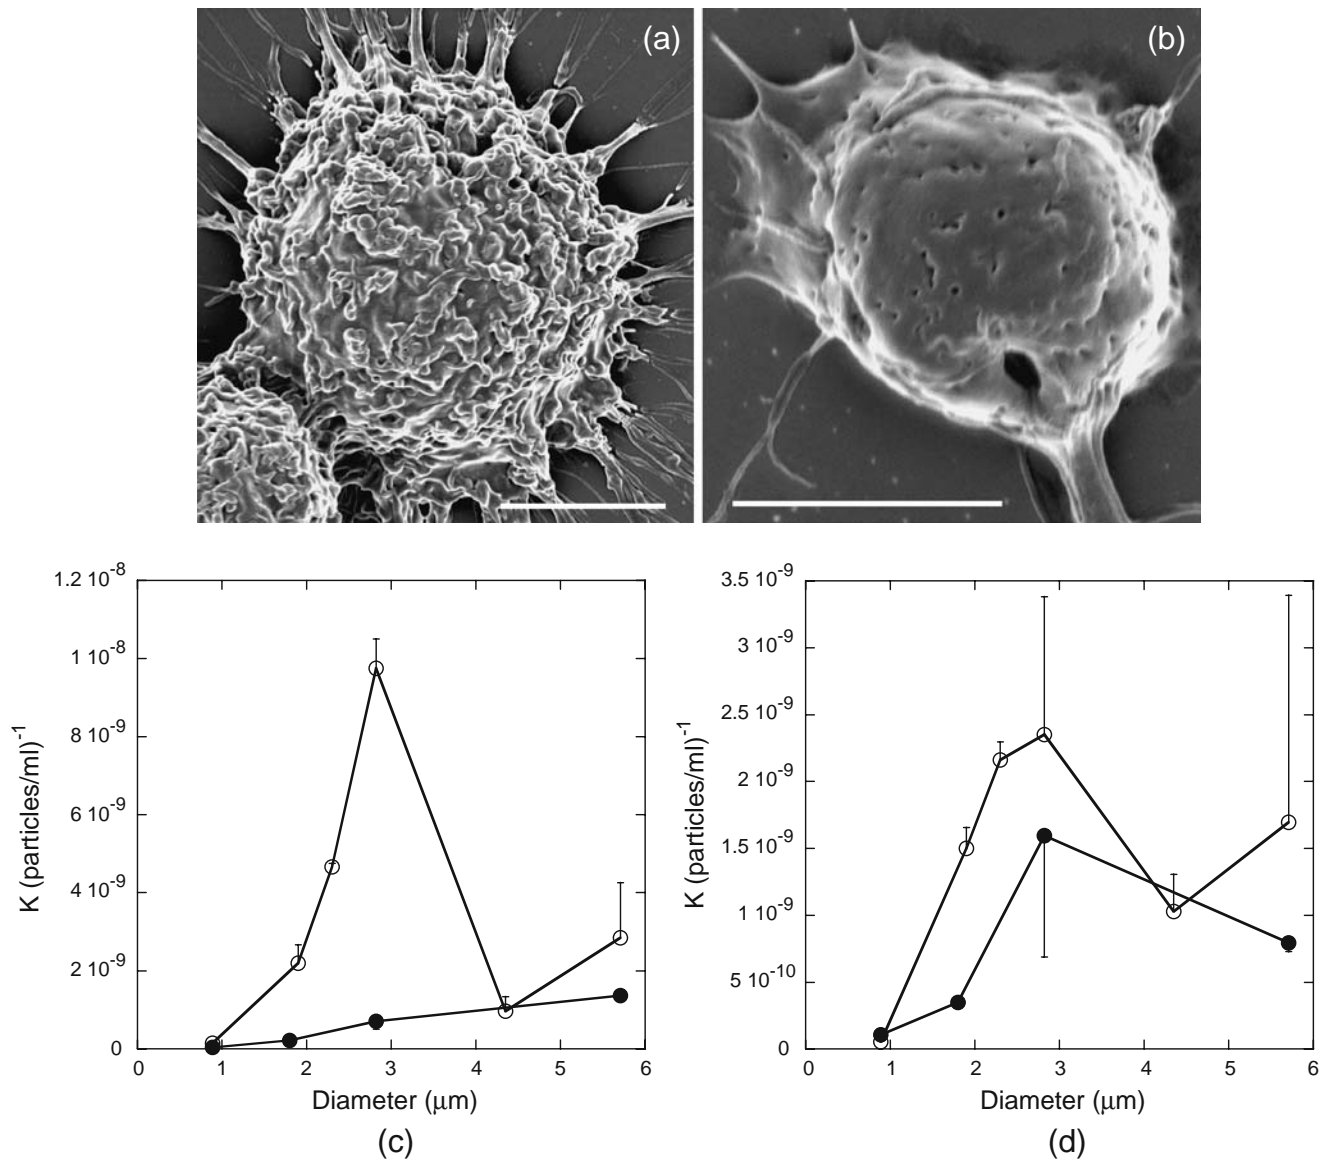 (a)
(b)
1.2 10-8
1 10-8
8 10-9
6 10-9
4 10-9
2 10-9
0
0 1 2 3 4 5 6
K (particles/ml)-1
Diameter (μm)
(c)
3.5 10-9
3 10-9
2.5 10-9
2 10-9
1.5 10-9
1 10-9
5 10-10
0
0 1 2 3 4 5 6
K (particles/ml)-1
Diameter (μm)
(d)